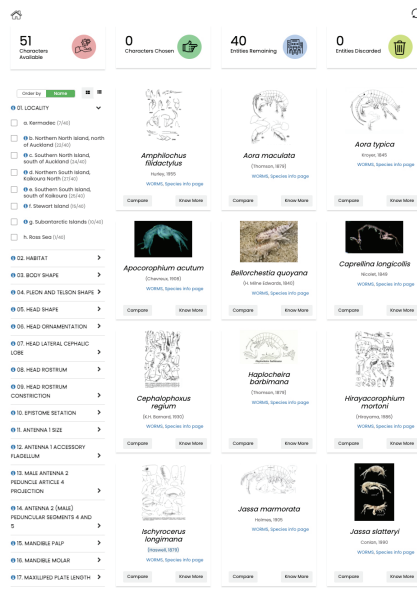 51
Characters
Available
0
Characters Chosen
40
Entities Remaining
0
Entities Discarded
Order by Name
01. LOCALITY
a. Kermadec (7/40)
b. Northern North Island, north
of Auckland (22/40)
c. Southern North Island,
south of Auckland (24/40)
d. Northern South Island,
Kaikoura North (27/40)
e. Southern South Island,
south of Kaikoura (25/40)
f. Stewart Island (19/40)
g. Subantarctic Islands (16/40)
h. Ross Sea (1/40)
02. HABITAT
03. BODY SHAPE
04. PLEON AND TELSON SHAPE
05. HEAD SHAPE
06. HEAD ORNAMENTATION
07. HEAD LATERAL CEPHALIC
LOBE
08. HEAD ROSTRUM
09. HEAD ROSTRUM
CONSTRICTION
10. EPISTOME SETATION
11. ANTENNA 1 SIZE
12. ANTENNA 1 ACCESSORY
FLAGELLUM
13. MALE ANTENNA 2
PEDUNCLE ARTICLE 4
PROJECTION
14. ANTENNA 2 (MALE)
PEDUNCULAR SEGMENTS 4 AND
5
15. MANDIBLE PALP
16. MANDIBLE MOLAR
17. MAXILLIPED PLATE LENGTH
Amphilochus
filidactylus
Hurley, 1955
WORMS, Species info page
Compare Know More
Aora maculata
(Thomson, 1879)
WORMS, Species info page
Compare Know More
Aora typica
Kroyer, 1845
WORMS, Species info page
Compare Know More
Apocorophium acutum
(Chevreux, 1908)
WORMS, Species info page
Compare Know More
Bellorchestia quoyana
(H. Milne Edwards, 1840)
WORMS, Species info page
Compare Know More
Caprellina longicollis
Nicolet, 1849
WORMS, Species info page
Compare Know More
Cephalophoxus
regium
(K.H. Barnard, 1930)
WORMS, Species info page
Compare Know More
Haplocheira
barbimana
(Thomson, 1879)
WORMS, Species info page
Compare Know More
Hirayacorophium
mortoni
(Hirayama, 1986)
WORMS, Species info page
Compare Know More
Ischyrocerus
longimana
(Haswell, 1879)
WORMS, Species info page
Compare Know More
Jassa marmorata
Holmes, 1905
WORMS, Species info page
Compare Know More
Jassa slatteryi
Conlan, 1990
WORMS, Species info page
Compare Know More